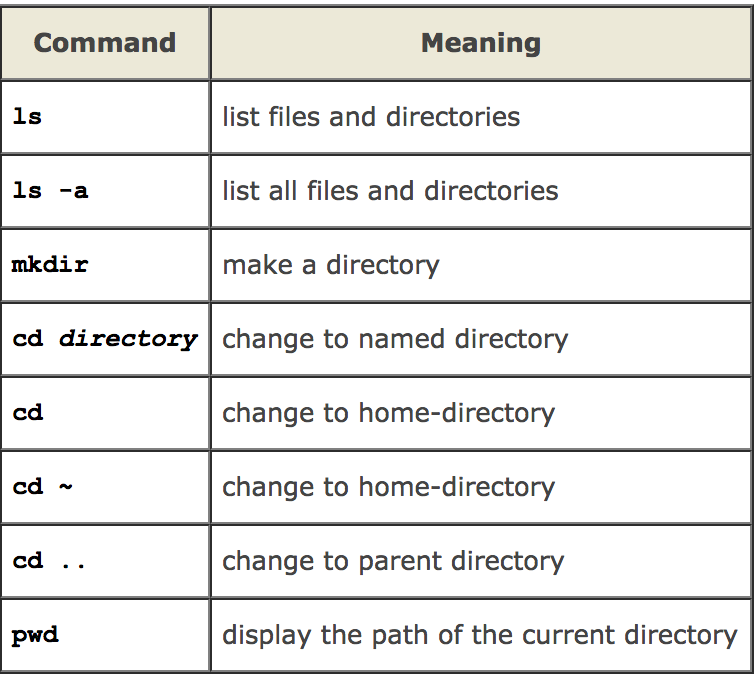 Command Meaning
ls list files and directories
ls -a list all files and directories
mkdir make a directory
cd directory change to named directory
cd change to home-directory
cd ~ change to home-directory
cd .. change to parent directory
pwd display the path of the current directory